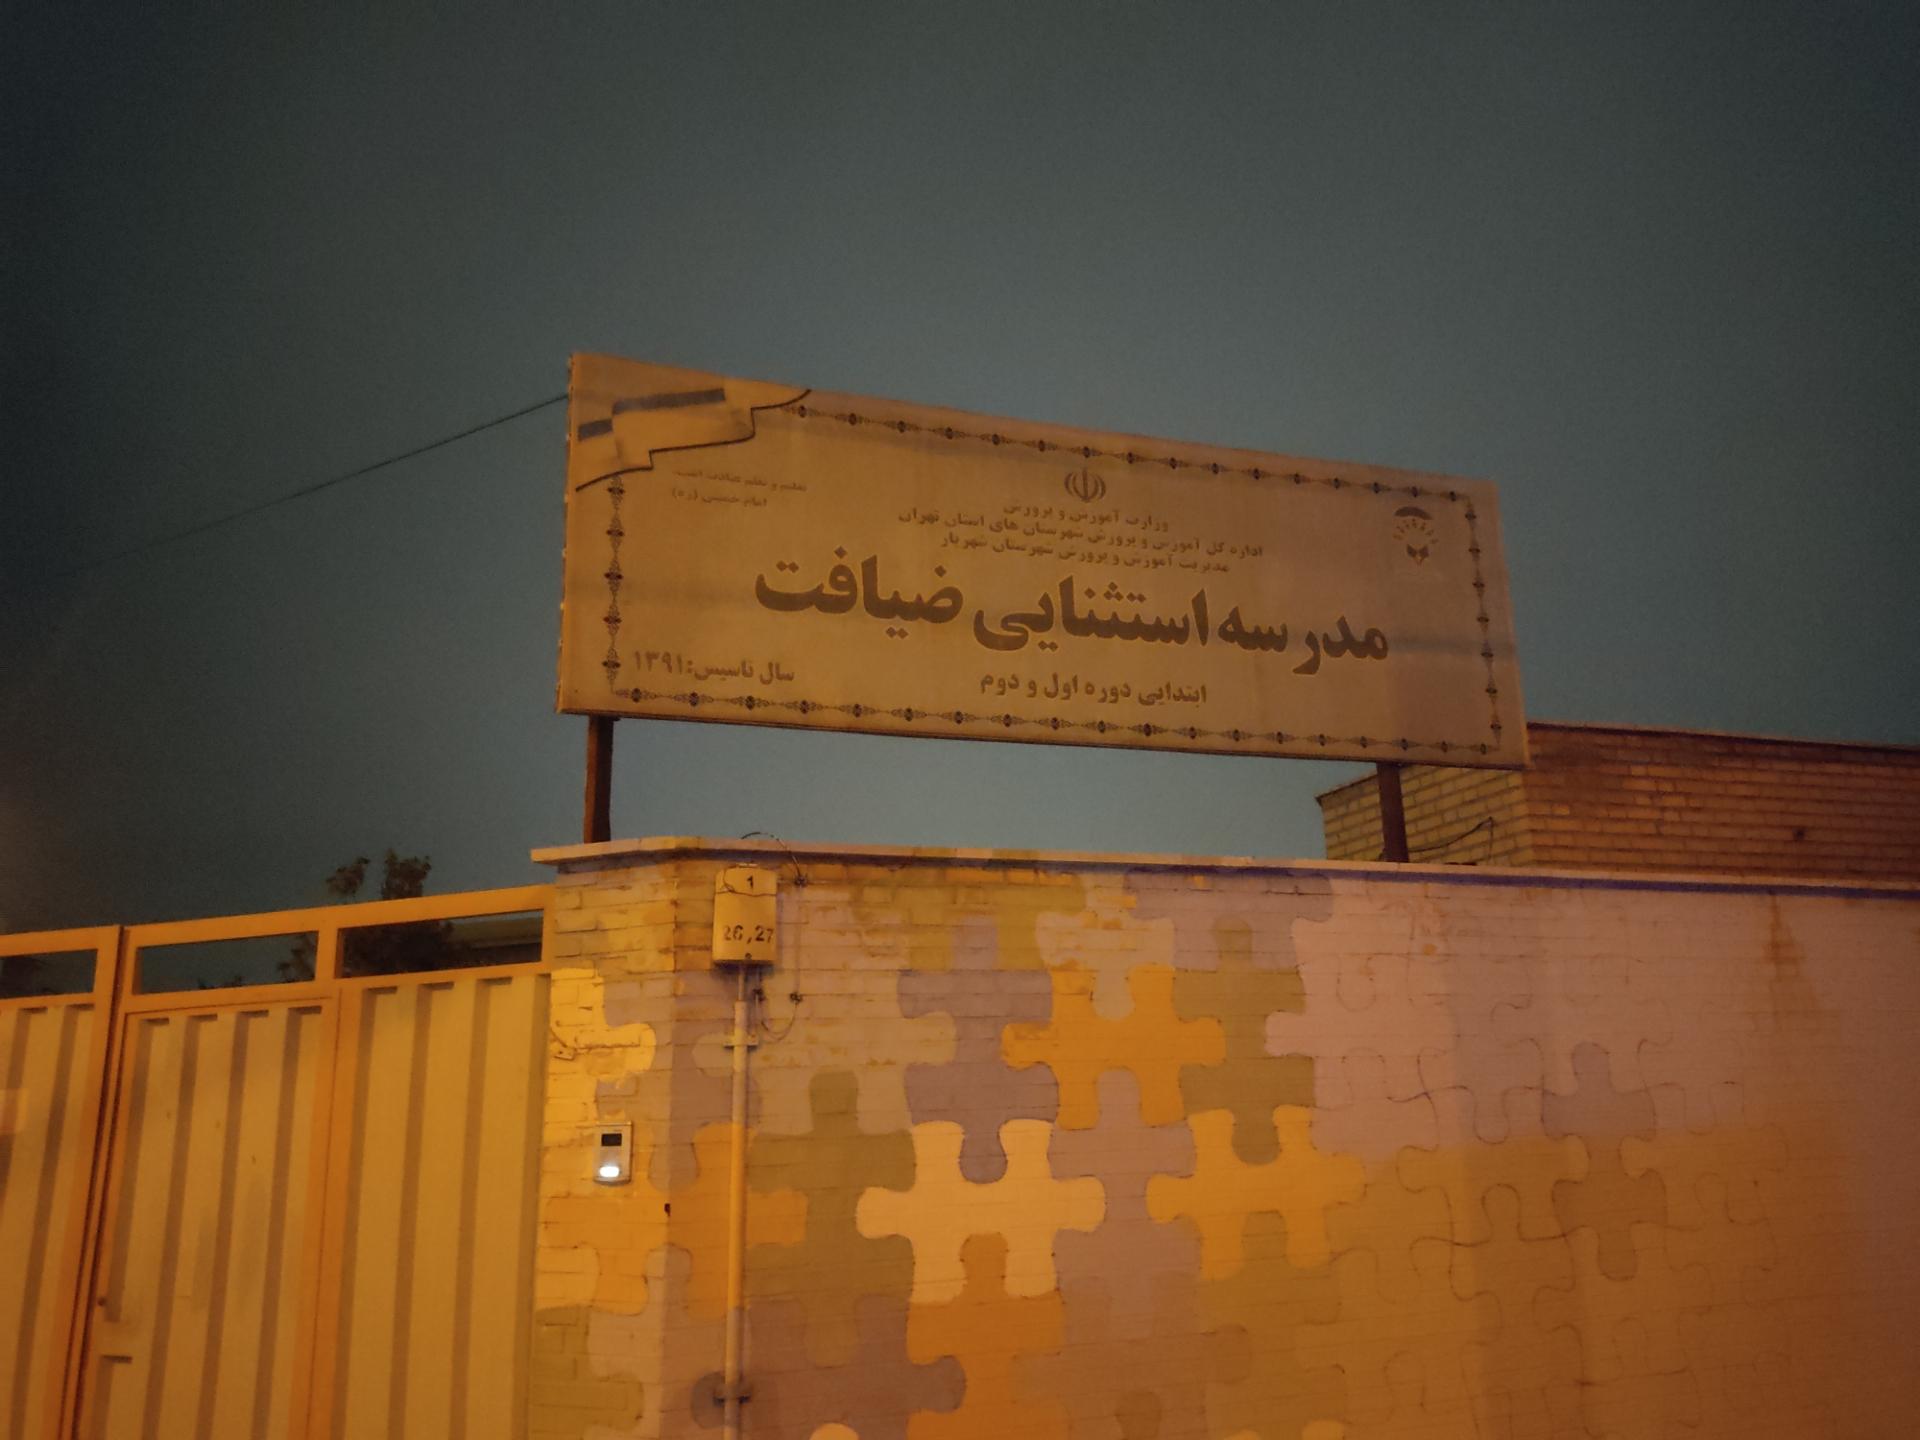 وزارت آموزش و پرورش
اداره کل آموزش و پرورش شهرستان های استان تهران
مدیریت آموزش و پرورش شهرستان شهریار
تعلیم و تعلم عبادت است
امام خمینی (ره)
مدرسه استثنایی ضیافت
ابتدایی دوره اول و دوم
سال تاسیس:۱۳۹۱
1
26,27